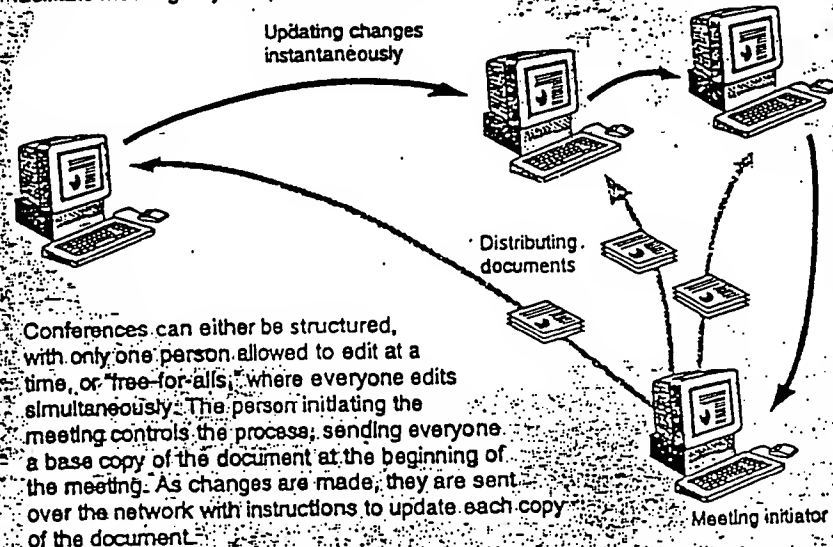 Updating changes
instantaneously
Distributing
documents
Conferences can either be structured,
with only one person allowed to edit at a
time, or "free-for-alls," where everyone edits
simultaneously. The person initiating the
meeting controls the process, sending everyone
a base copy of the document at the beginning of
the meeting. As changes are made, they are sent
over the network with instructions to update each copy
of the document.
Meeting initiator